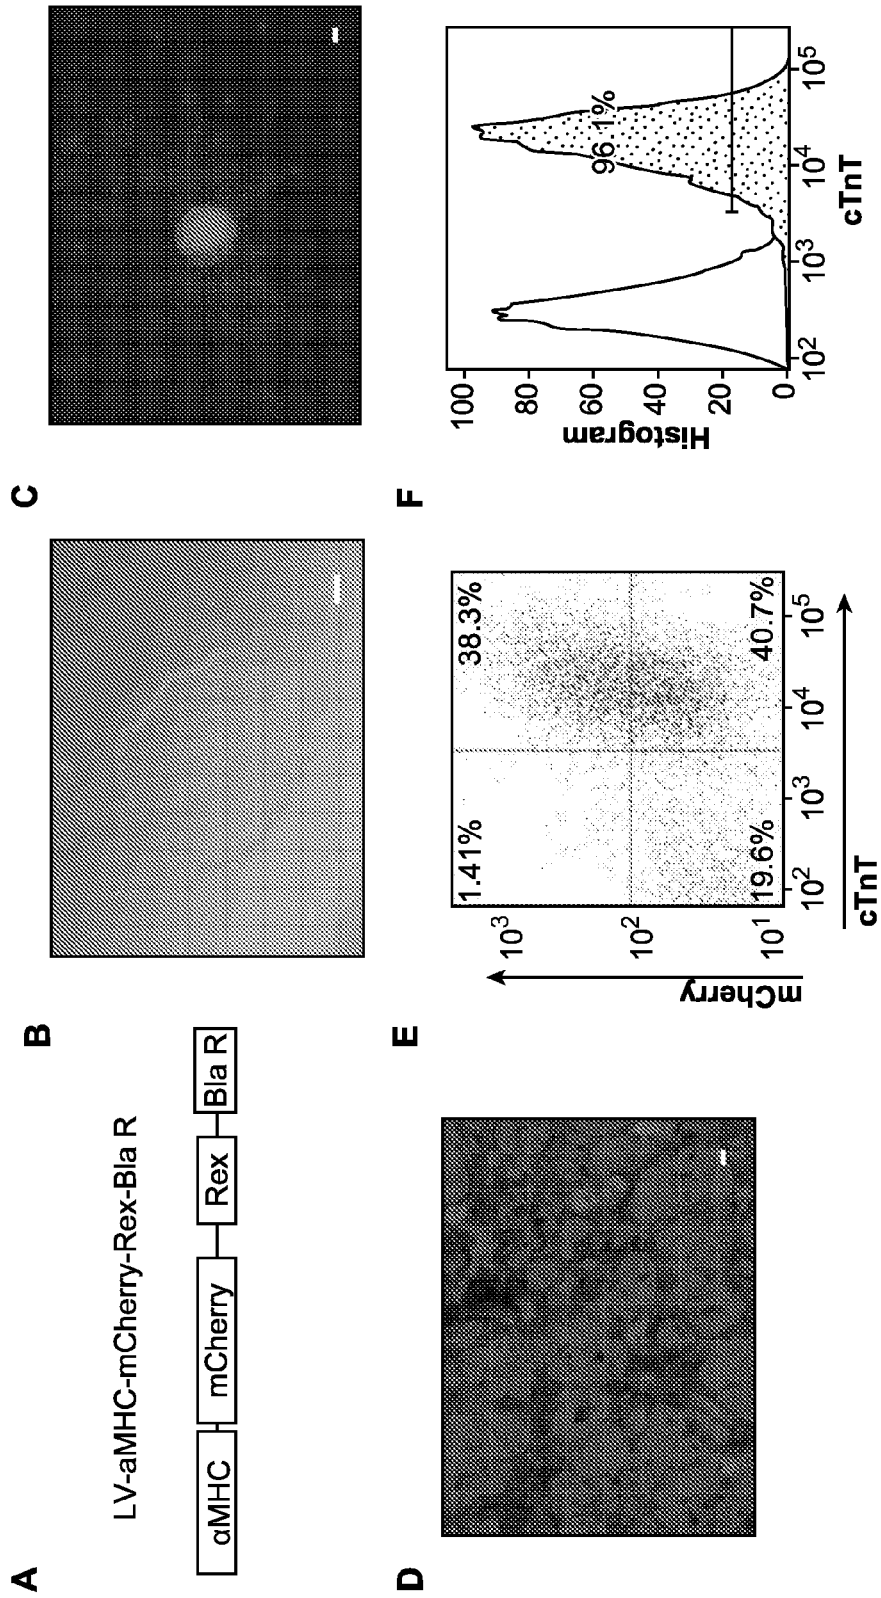 A
LV-aMHC-mCherry-Rex-Bla R
αMHC
mCherry
Rex
Bla R
B
C
D
E
mCherry
10³
10²
10¹
1.41%
38.3%
19.6%
40.7%
10² 10³ 10⁴ 10⁵
cTnT
F
Histogram
100
80
60
40
20
0
96.1%
10² 10³ 10⁴ 10⁵
cTnT